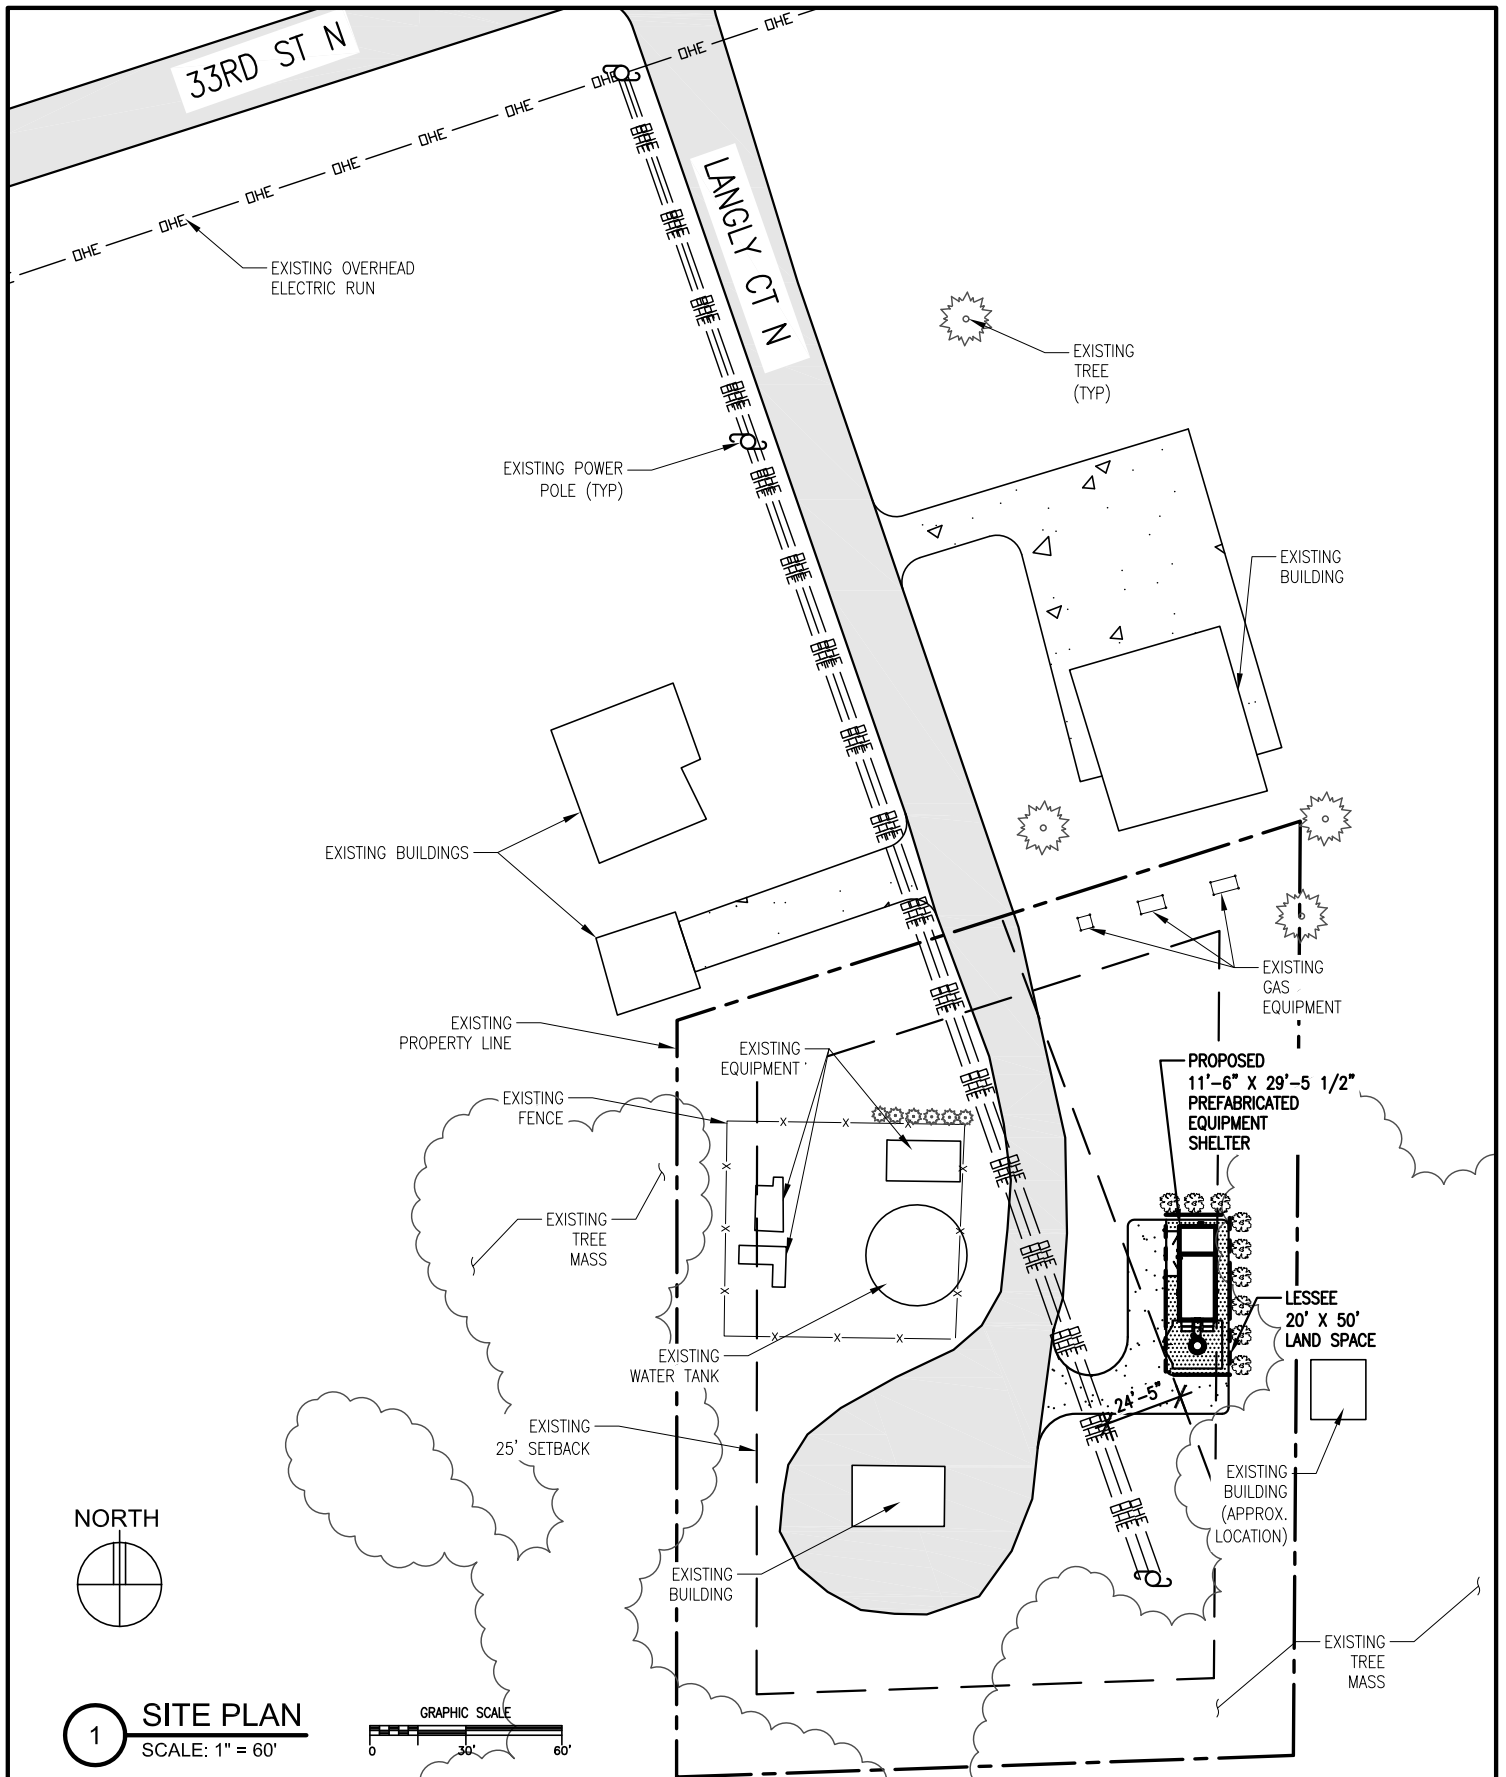 33RD ST N
OHE
OHE
OHE
OHE
OHE
OHE
OHE
OHE
OHE
LANGLY CT N
EXISTING OVERHEAD
ELECTRIC RUN
EXISTING
TREE
(TYP)
EXISTING POWER
POLE (TYP)
EXISTING
BUILDING
EXISTING BUILDINGS
EXISTING
GAS
EQUIPMENT
EXISTING
PROPERTY LINE
EXISTING
EQUIPMENT
PROPOSED
11'-6" X 29'-5 1/2"
PREFABRICATED
EQUIPMENT
SHELTER
EXISTING
FENCE
EXISTING
TREE
MASS
LESSEE
20' X 50'
LAND SPACE
EXISTING
WATER TANK
24'-5"
EXISTING
25' SETBACK
EXISTING
BUILDING
(APPROX.
LOCATION)
NORTH
EXISTING
BUILDING
EXISTING
TREE
MASS
1
SITE PLAN
SCALE: 1" = 60'
GRAPHIC SCALE
0
30'
60'